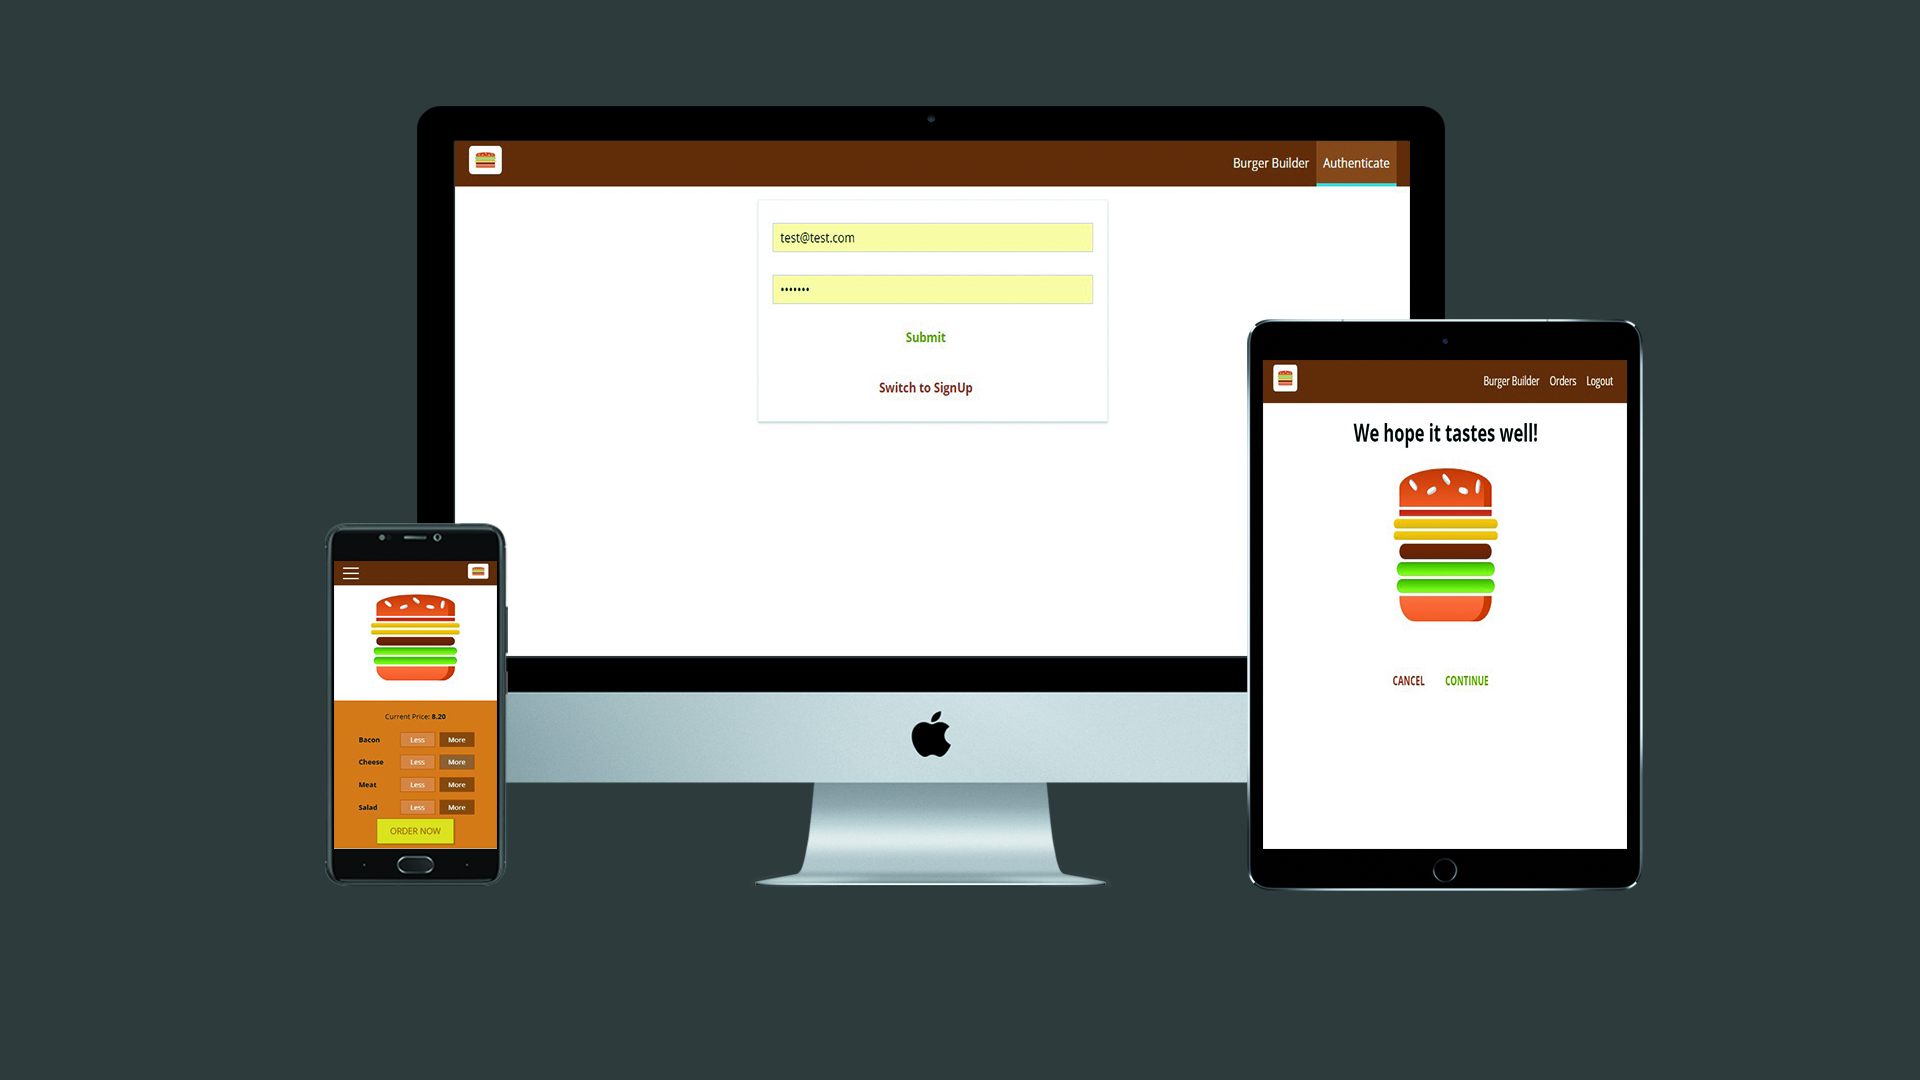 Burger Builder Authenticate
test@test.com
•••••••
Submit
Switch to SignUp
Burger Builder Orders Logout
We hope it tastes well!
CANCEL CONTINUE
Current Price: 8.20
Bacon Less More
Cheese Less More
Meat Less More
Salad Less More
ORDER NOW